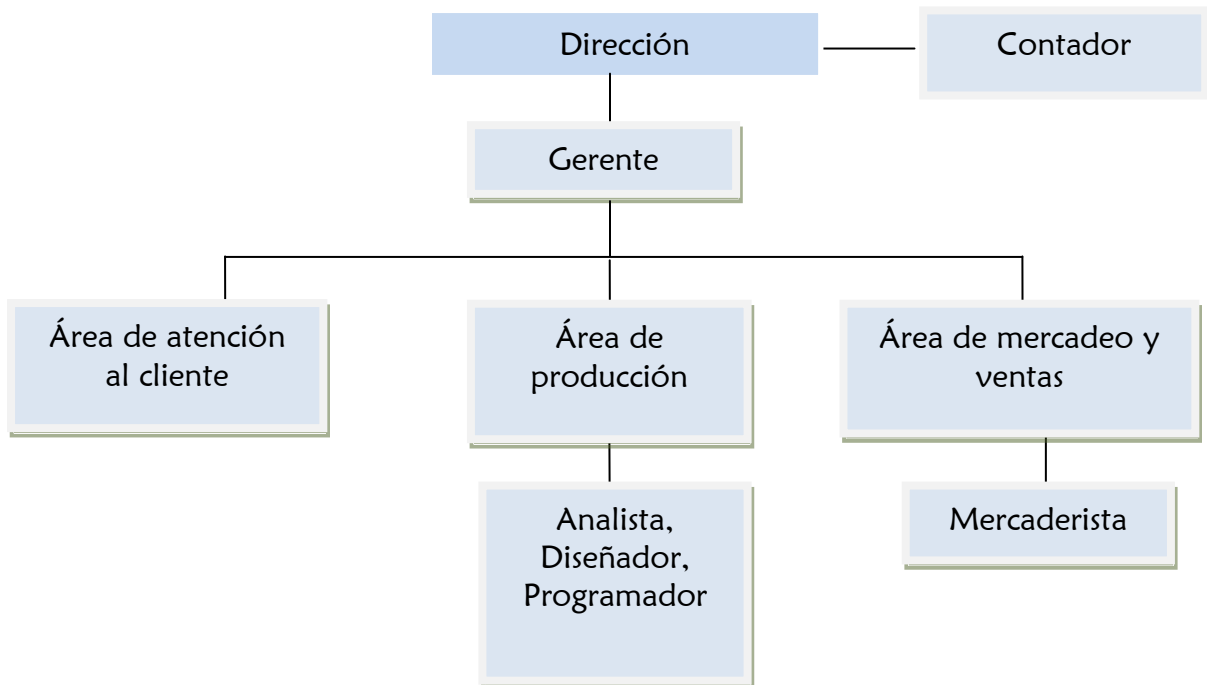 Dirección
Contador
Gerente
Área de atención
al cliente
Área de
producción
Área de mercadeo y
ventas
Analista,
Diseñador,
Programador
Mercaderista